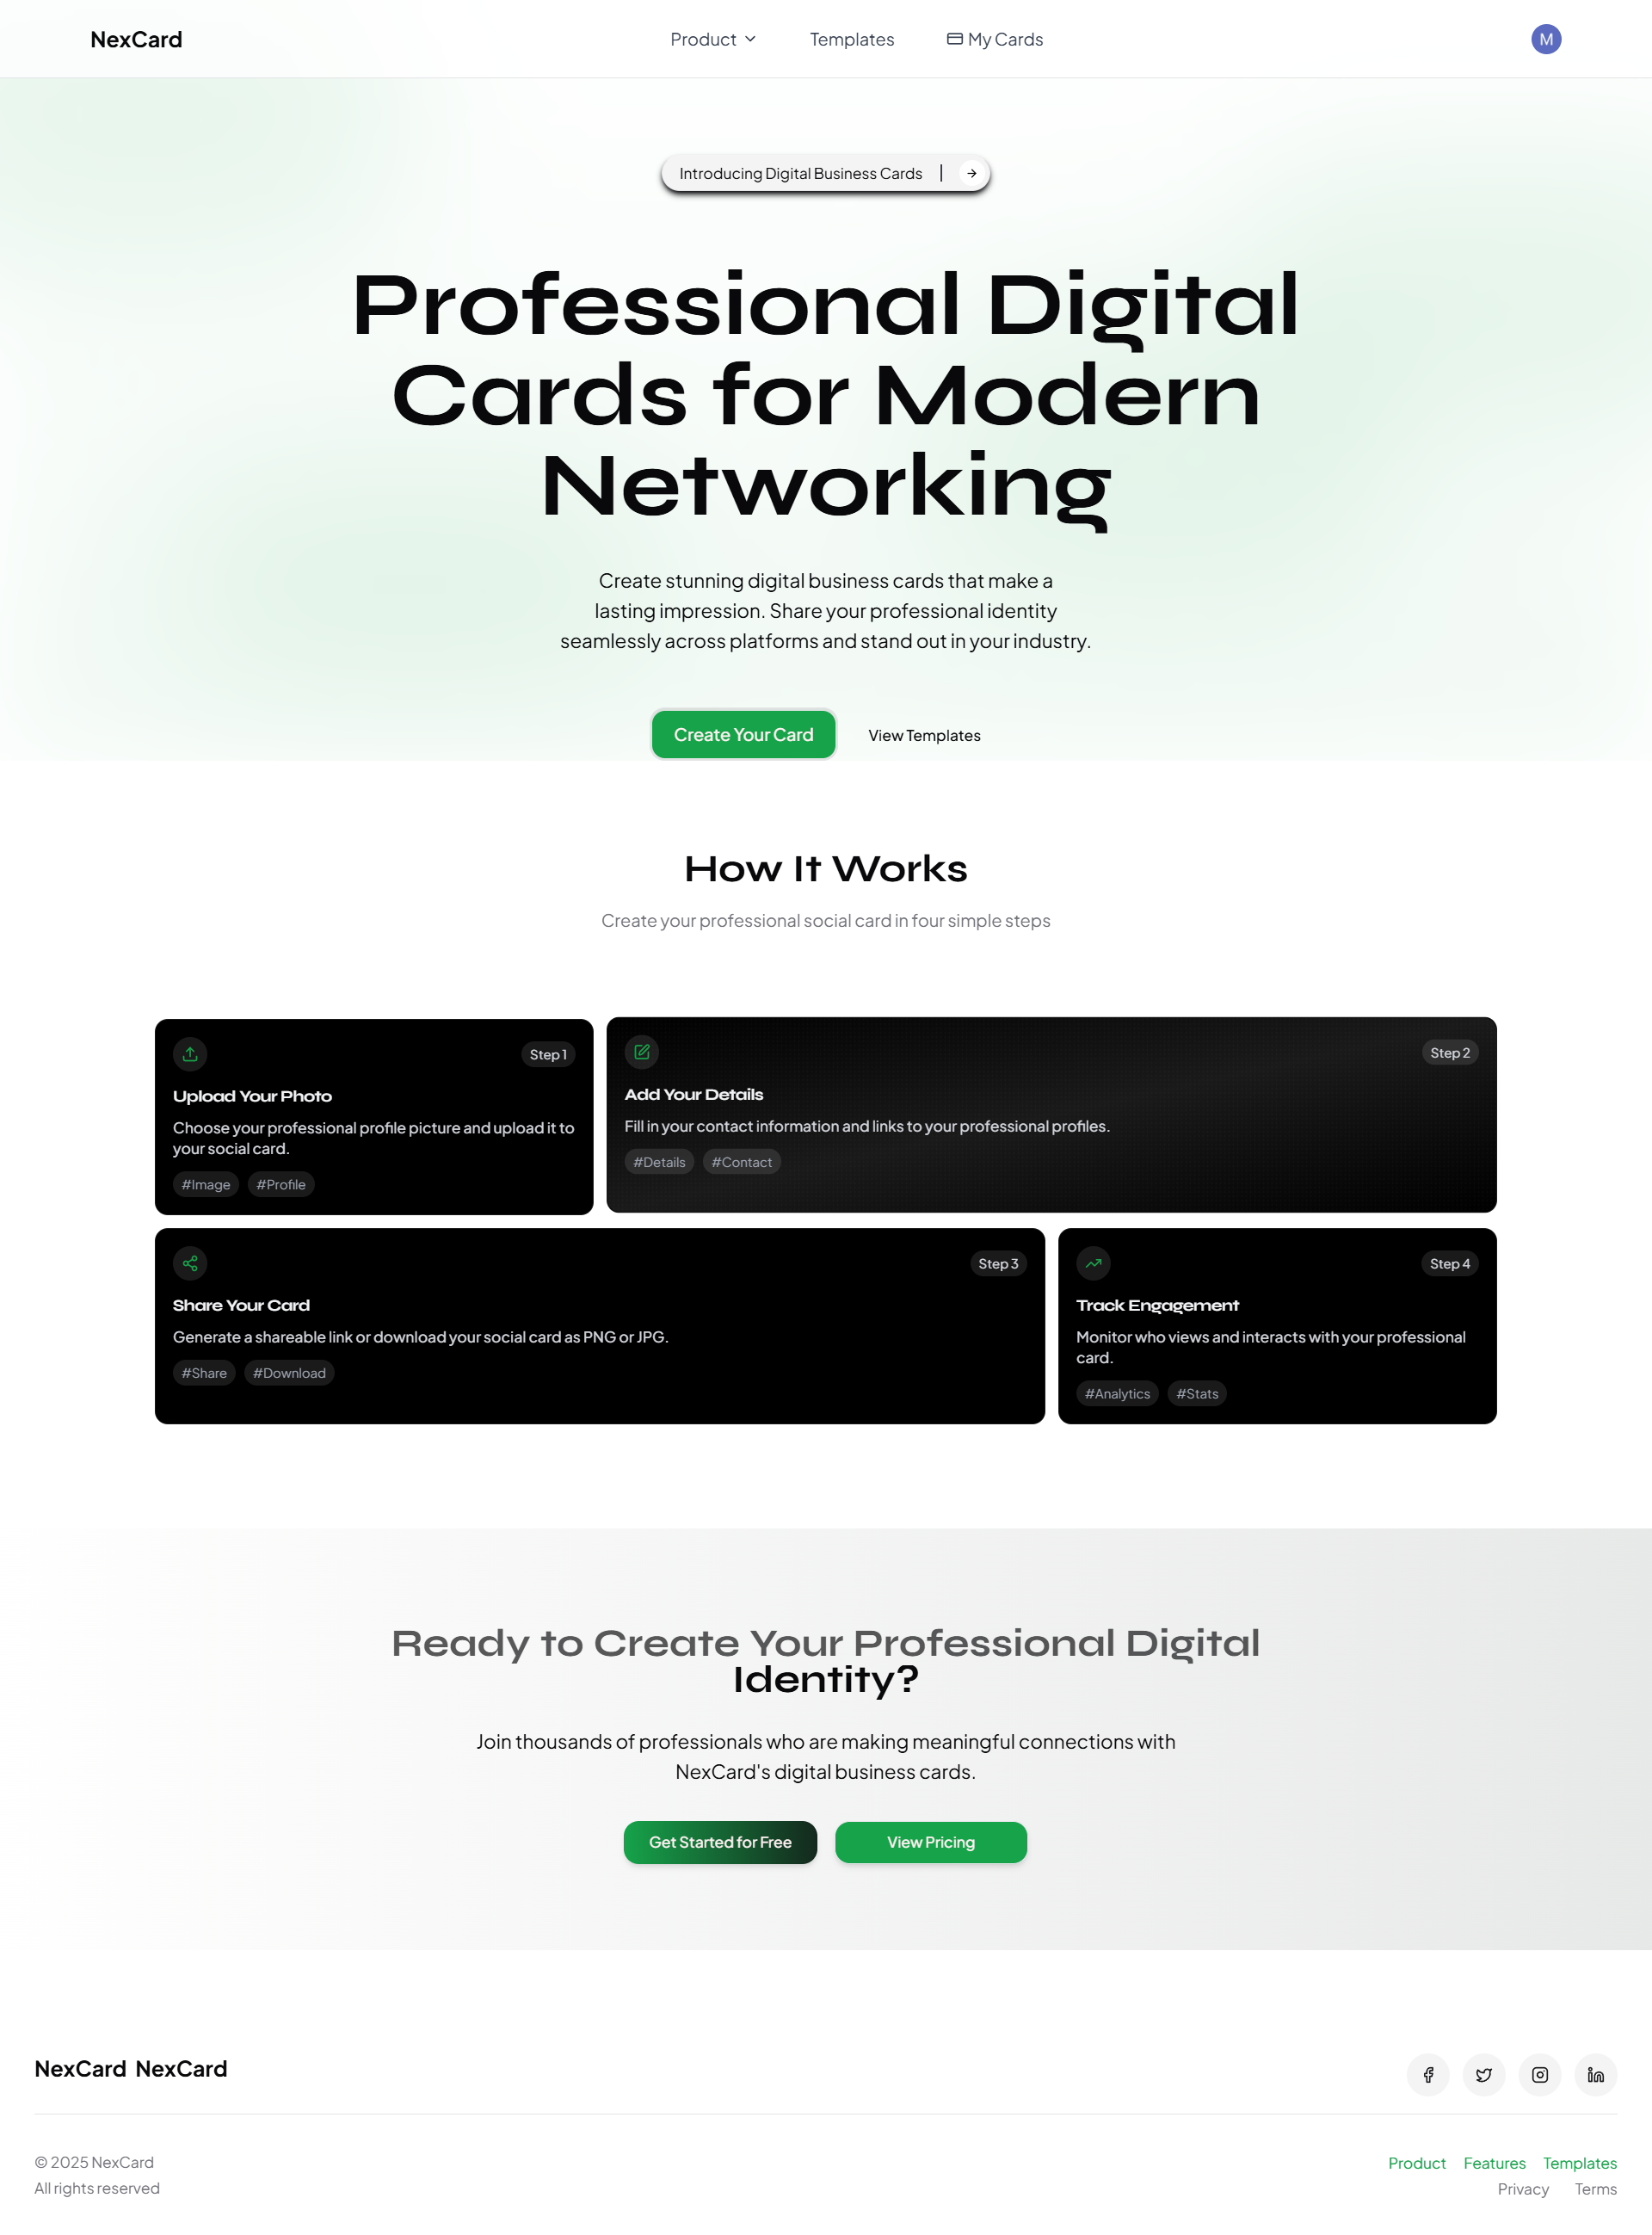 NexCard
Product
Templates
My Cards
M
Introducing Digital Business Cards
Professional Digital
Cards for Modern
Networking
Create stunning digital business cards that make a
lasting impression. Share your professional identity
seamlessly across platforms and stand out in your industry.
Create Your Card
View Templates
How It Works
Create your professional social card in four simple steps
Step 1
Upload Your Photo
Choose your professional profile picture and upload it to
your social card.
#Image #Profile
Step 2
Add Your Details
Fill in your contact information and links to your professional profiles.
#Details #Contact
Step 3
Share Your Card
Generate a shareable link or download your social card as PNG or JPG.
#Share #Download
Step 4
Track Engagement
Monitor who views and interacts with your professional
card.
#Analytics #Stats
Ready to Create Your Professional Digital
Identity?
Join thousands of professionals who are making meaningful connections with
NexCard's digital business cards.
Get Started for Free
View Pricing
NexCard NexCard
© 2025 NexCard
All rights reserved
Product Features Templates
Privacy Terms